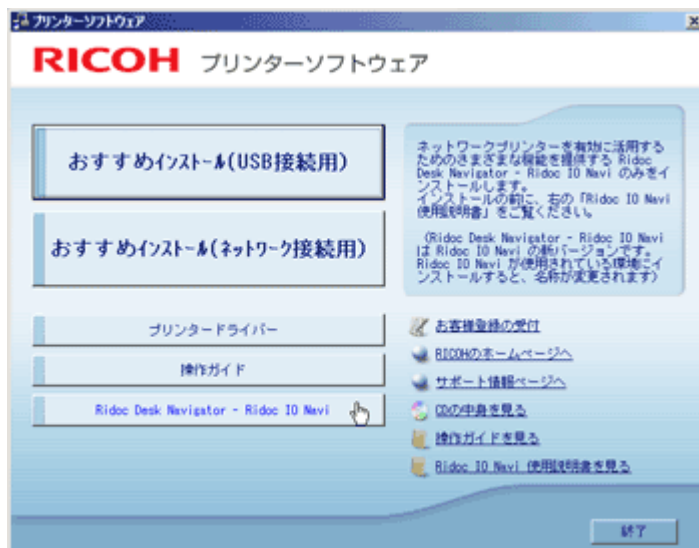 プリンターソフトウェア
RICOH プリンターソフトウェア
おすすめインストール(USB接続用)
おすすめインストール(ネットワーク接続用)
プリンタードライバー
操作ガイド
Ridoc Desk Navigator - Ridoc IO Navi
ネットワークプリンターを有効に活用する
ためのさまざまな機能を提供する Ridoc
Desk Navigator - Ridoc IO Navi のみをイ
ンストールします。
インストールの前に、右の「Ridoc IO Navi
使用説明書」をご覧ください。
(Ridoc Desk Navigator - Ridoc IO Navi
は Ridoc IO Navi の新バージョンです。
Ridoc IO Navi が使用されている環境にイ
ンストールすると、名称が変更されます)
お客様登録の受付
RICOHのホームページへ
サポート情報ページへ
CDの中身を見る
操作ガイドを見る
Ridoc IO Navi 使用説明書を見る
終了